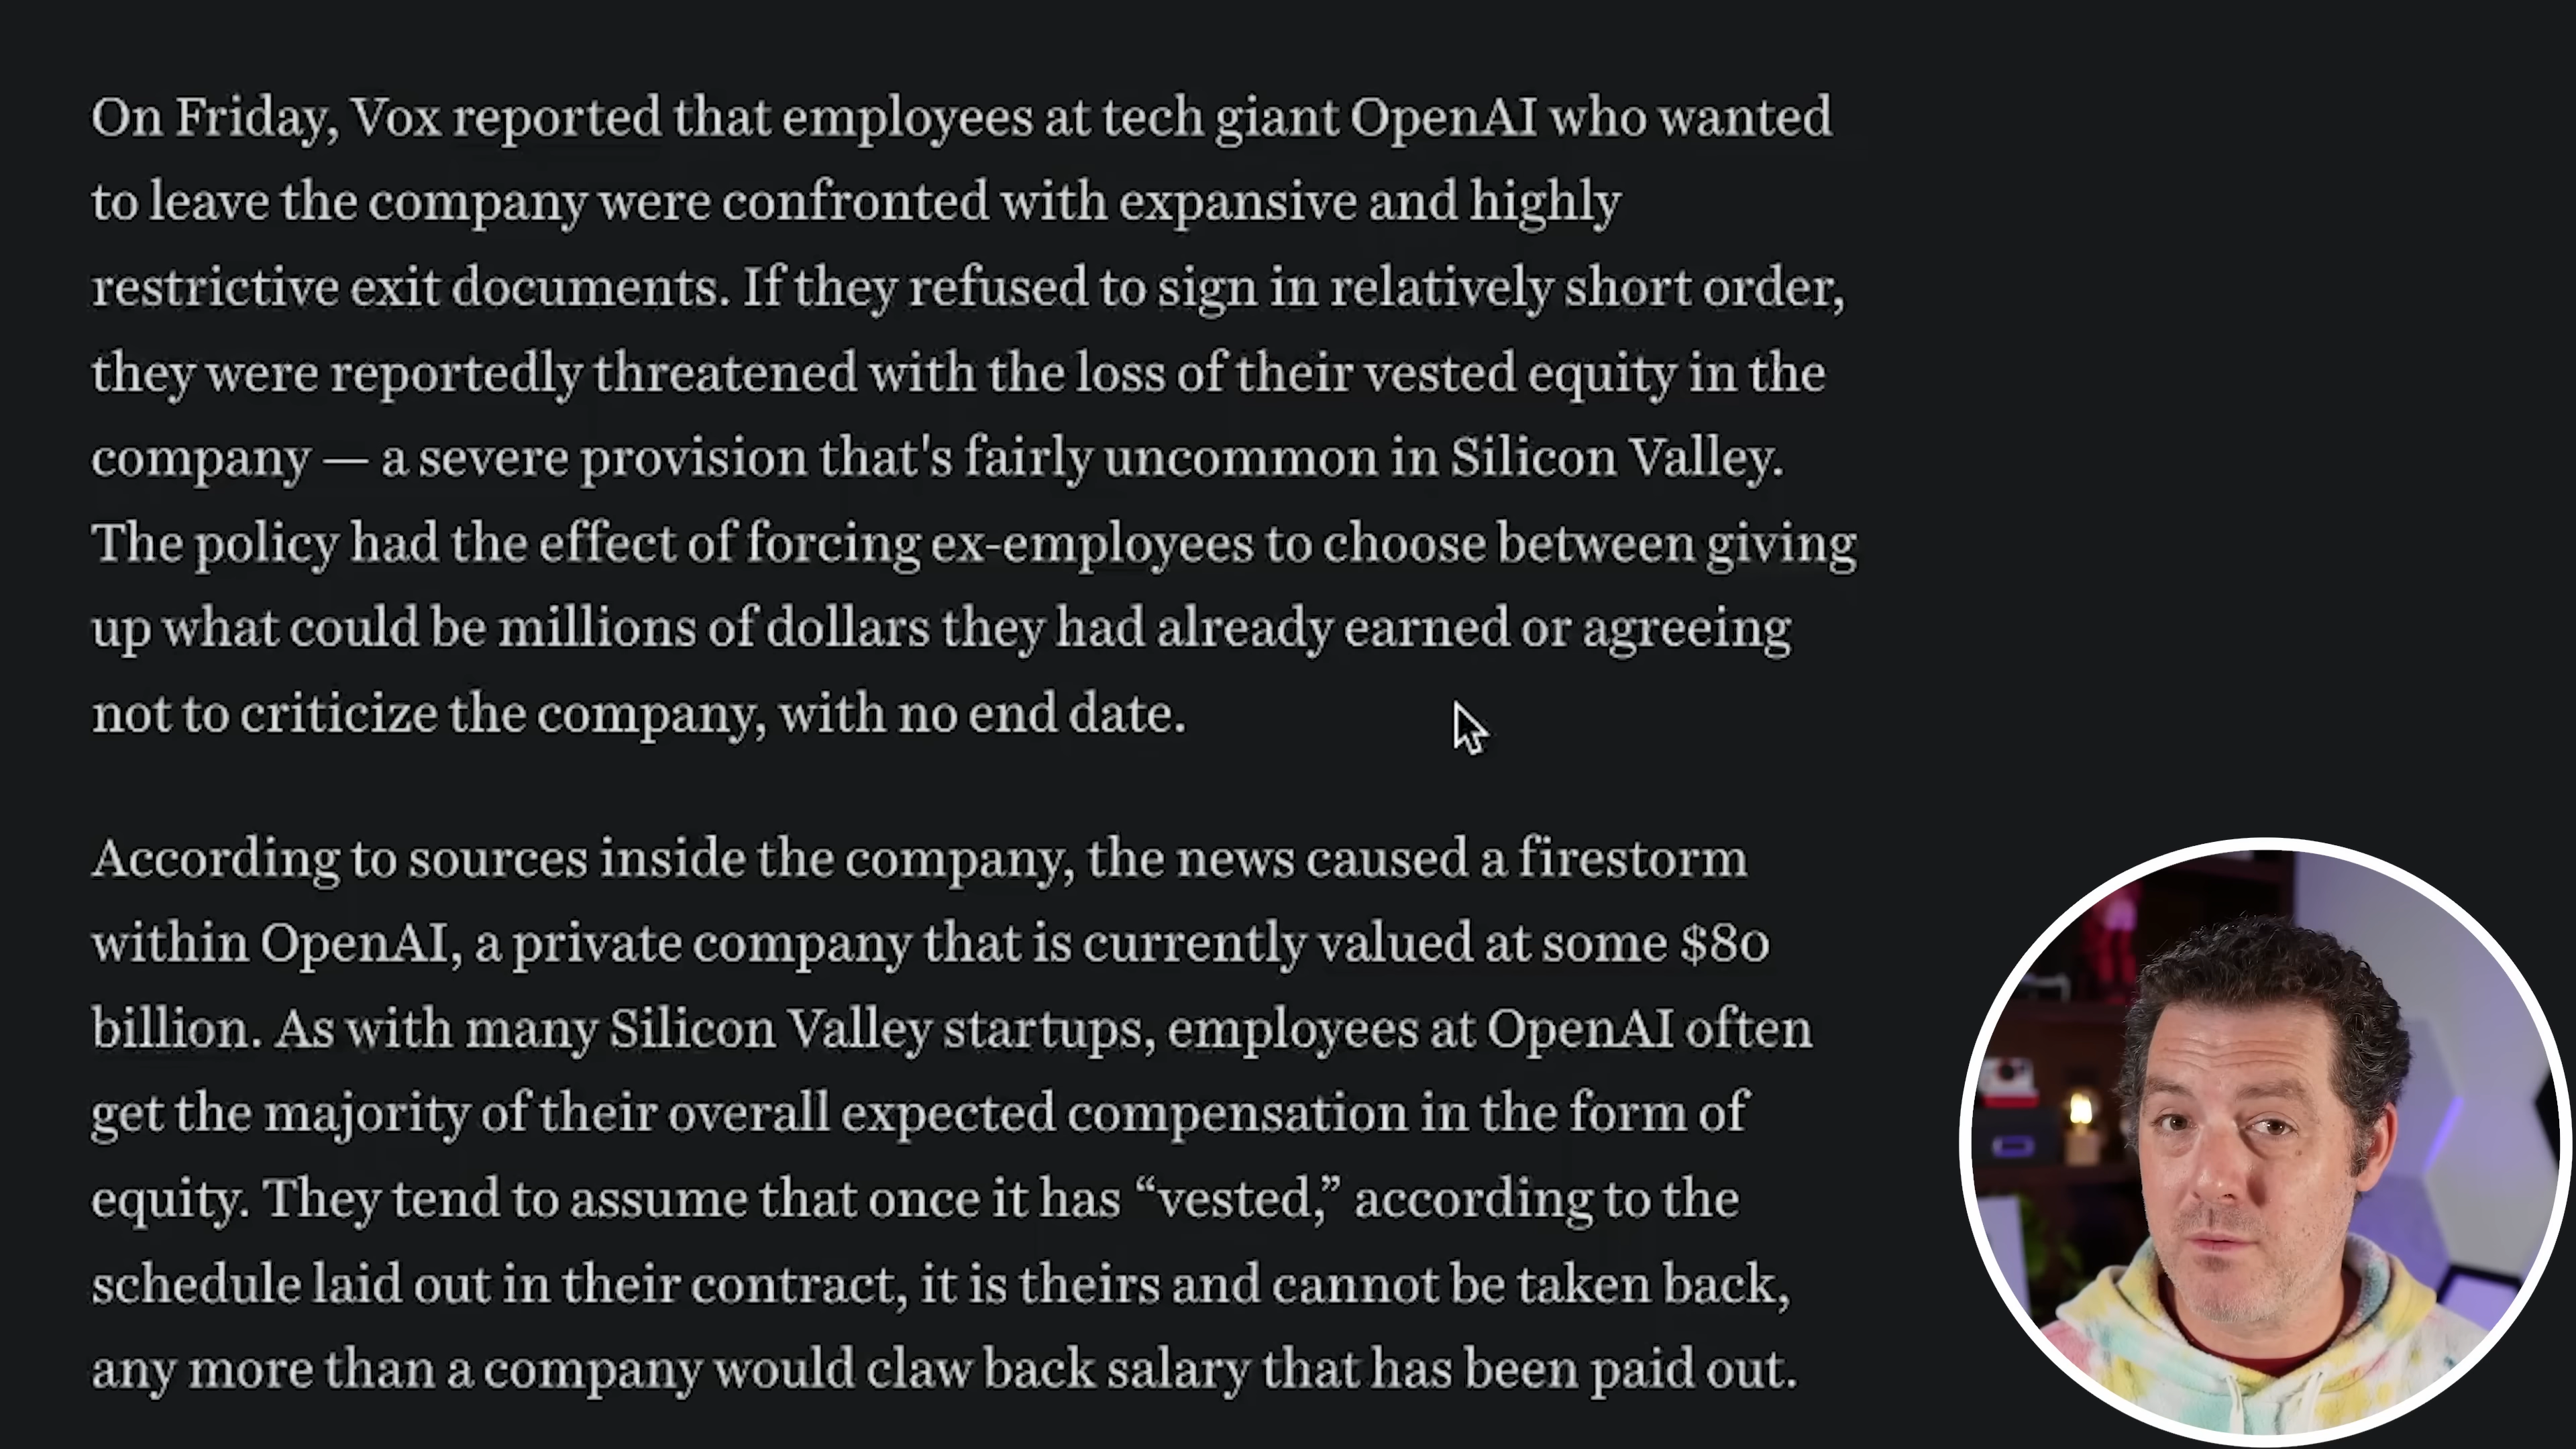 On Friday, Vox reported that employees at tech giant OpenAI who wanted
to leave the company were confronted with expansive and highly
restrictive exit documents. If they refused to sign in relatively short order,
they were reportedly threatened with the loss of their vested equity in the
company — a severe provision that's fairly uncommon in Silicon Valley.
The policy had the effect of forcing ex-employees to choose between giving
up what could be millions of dollars they had already earned or agreeing
not to criticize the company, with no end date.
According to sources inside the company, the news caused a firestorm
within OpenAI, a private company that is currently valued at some $80
billion. As with many Silicon Valley startups, employees at OpenAI often
get the majority of their overall expected compensation in the form of
equity. They tend to assume that once it has “vested,” according to the
schedule laid out in their contract, it is theirs and cannot be taken back,
any more than a company would claw back salary that has been paid out.